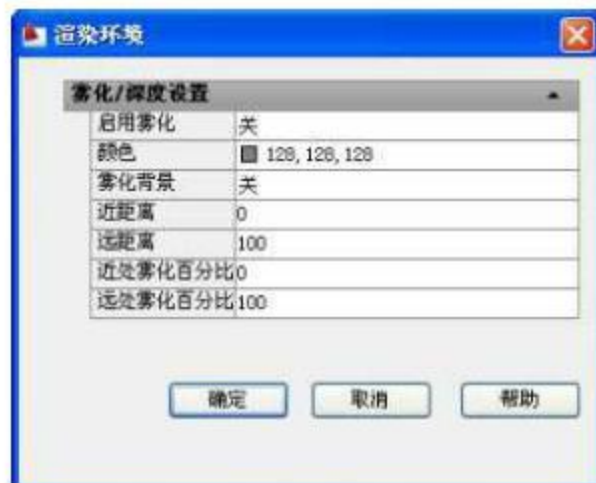 渲染环境
雾化/深度设置
启用雾化 关
颜色 128, 128, 128
雾化背景 关
近距离 0
远距离 100
近处雾化百分比 0
远处雾化百分比 100
确定 取消 帮助